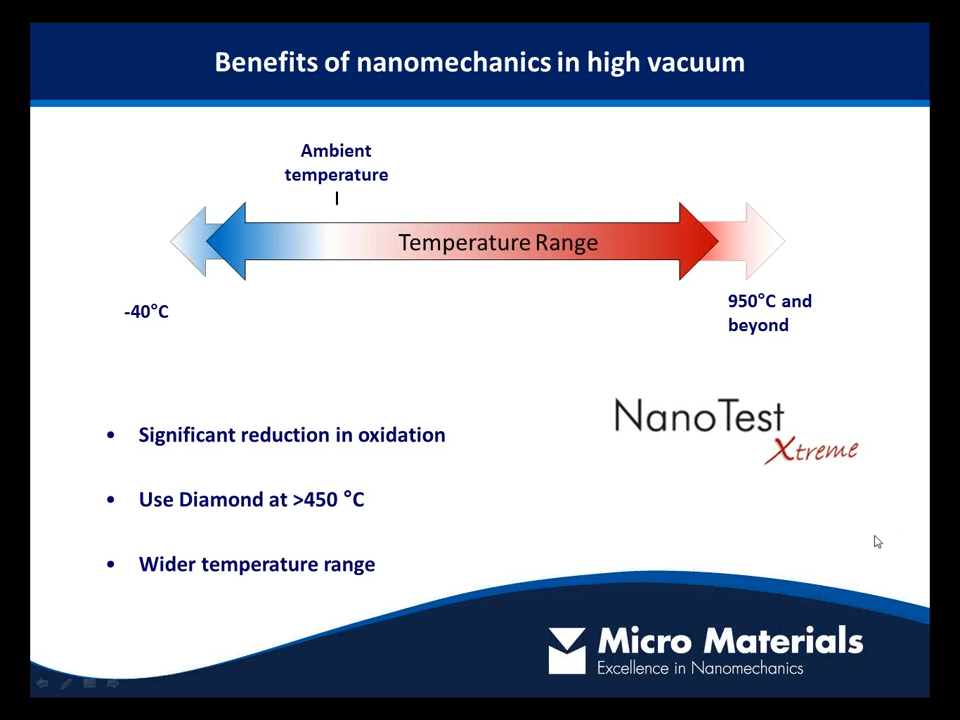 Benefits of nanomechanics in high vacuum
Ambient
temperature
Temperature Range
-40°C
950°C and
beyond
NanoTest
Xtreme
• Significant reduction in oxidation
• Use Diamond at >450 °C
• Wider temperature range
Micro Materials
Excellence in Nanomechanics